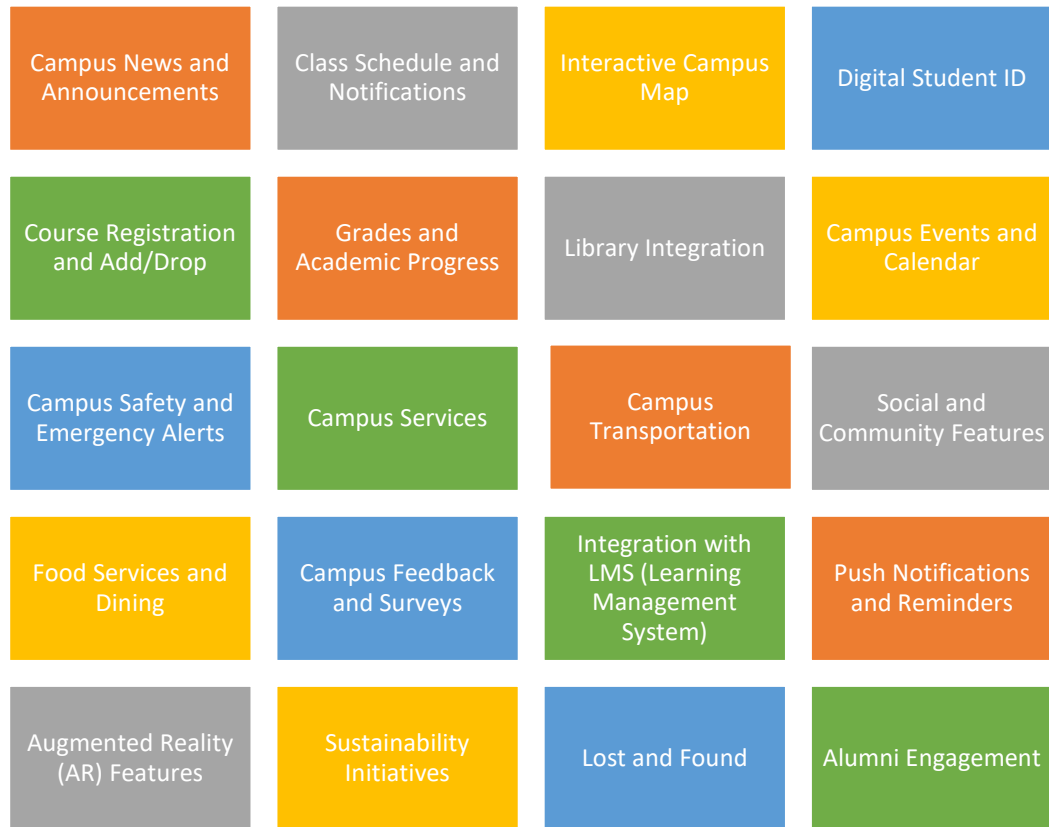 Campus News and
Announcements
Class Schedule and
Notifications
Interactive Campus
Map
Digital Student ID
Course Registration
and Add/Drop
Grades and
Academic Progress
Library Integration
Campus Events and
Calendar
Campus Safety and
Emergency Alerts
Campus Services
Campus
Transportation
Social and
Community Features
Food Services and
Dining
Campus Feedback
and Surveys
Integration with
LMS (Learning
Management
System)
Push Notifications
and Reminders
Augmented Reality
(AR) Features
Sustainability
Initiatives
Lost and Found
Alumni Engagement